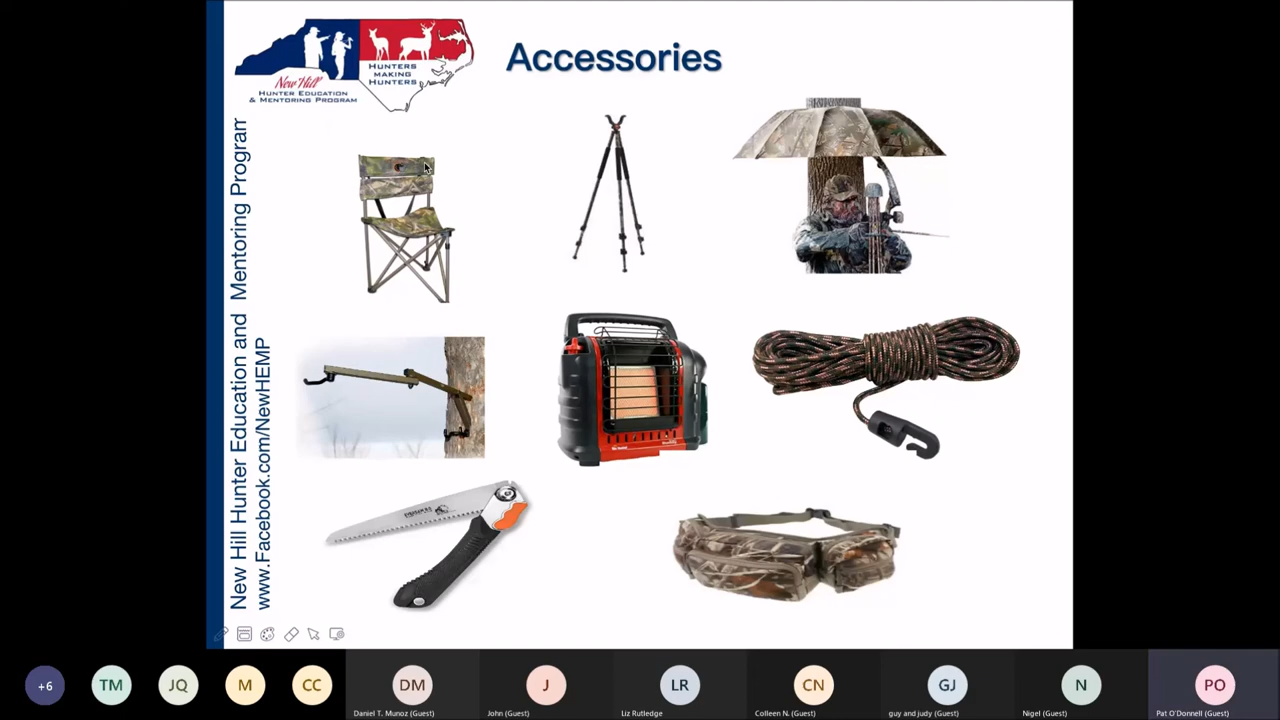 New Hill
HUNTER EDUCATION
& MENTORING PROGRAM
HUNTERS
MAKING
HUNTERS
Accessories
New Hill Hunter Education and Mentoring Program
www.Facebook.com/NewHEMP
+6
TM
JQ
M
CC
DM
J
LR
CN
GJ
N
PO
Daniel T. Munoz (Guest)
John (Guest)
Liz Rutledge
Colleen N. (Guest)
guy and judy (Guest)
Nigel (Guest)
Pat O'Donnell (Guest)